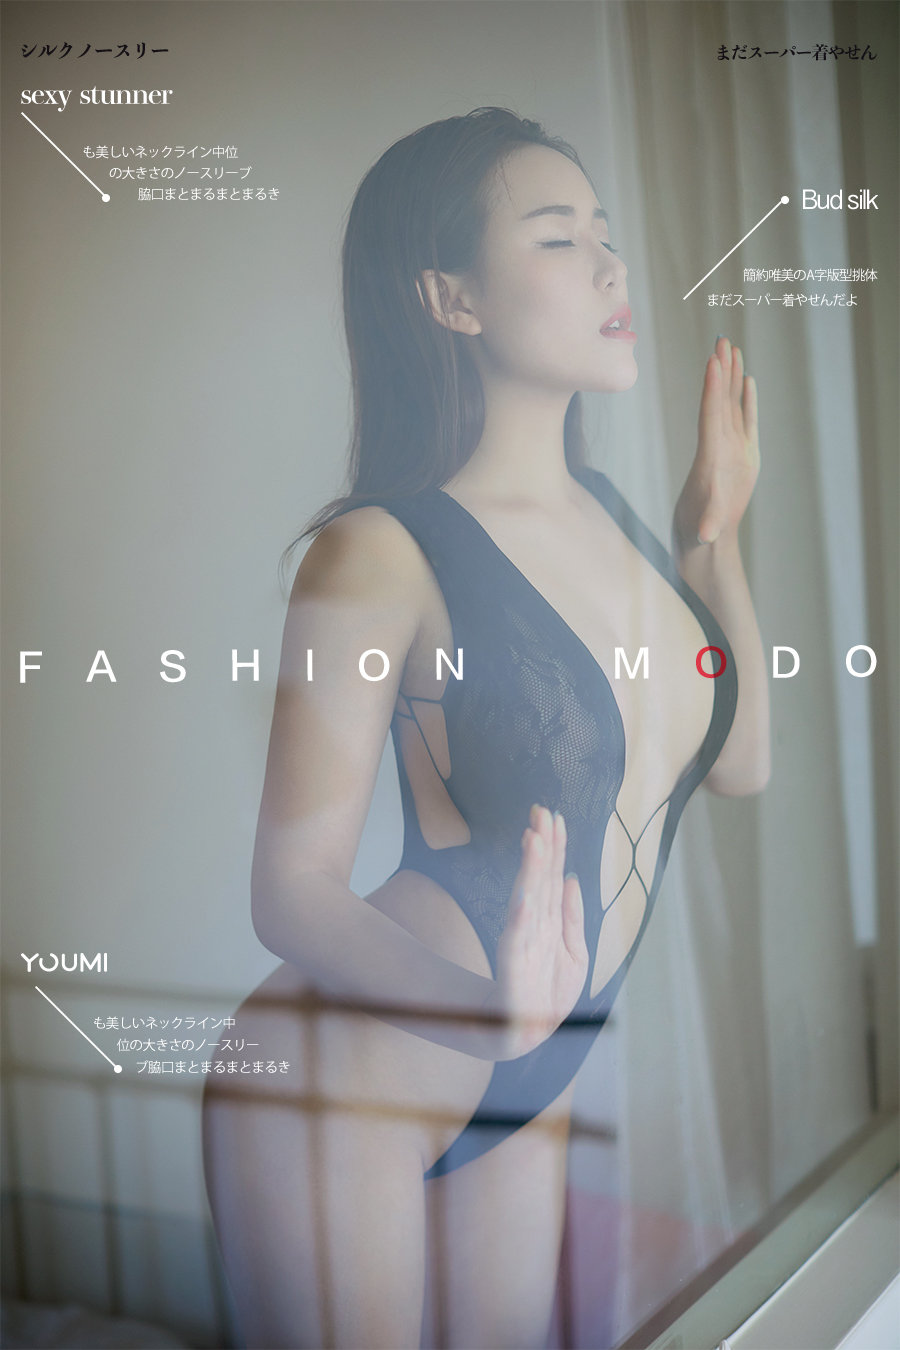 シルクノースリー
まだスーパー着やせん
sexy stunner
も美しいネックライン中位
の大きさのノースリーブ
脇口まとまるまとまるき
Bud silk
簡約唯美のA字版型挑体
まだスーパー着やせんだよ
FASHION MODO
YOUMI
も美しいネックライン中
位の大きさのノースリー
ブ脇口まとまるまとまるき